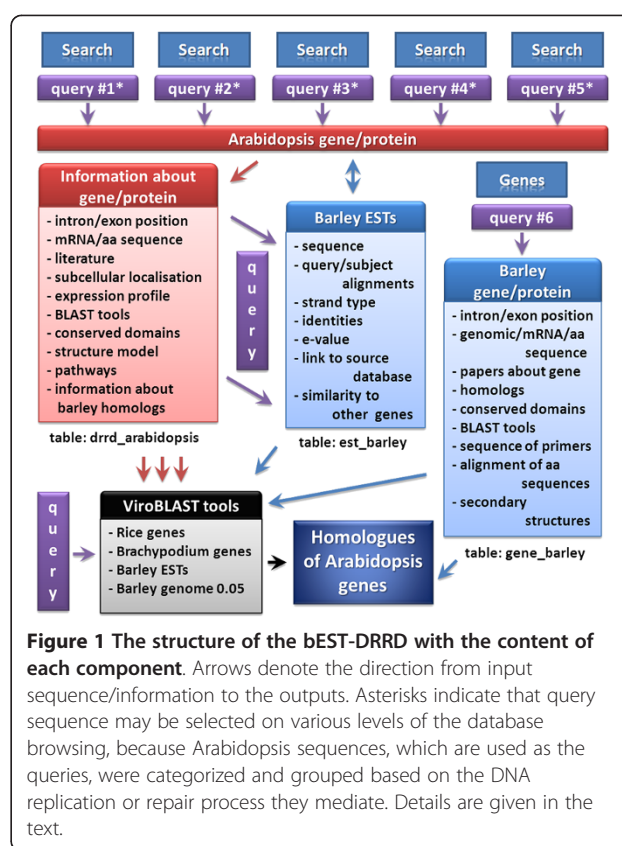 Search
Search
Search
Search
Search
query #1*
query #2*
query #3*
query #4*
query #5*
Arabidopsis gene/protein
Information about
gene/protein
- intron/exon position
- mRNA/aa sequence
- literature
- subcellular localisation
- expression profile
- BLAST tools
- conserved domains
- structure model
- pathways
- information about
barley homologs
table: drrd_arabidopsis
query
Barley ESTs
- sequence
- query/subject
alignments
- strand type
- identities
- e-value
- link to source
database
- similarity to
other genes
table: est_barley
Genes
query #6
Barley
gene/protein
- intron/exon position
- genomic/mRNA/aa
sequence
- papers about gene
- homologs
- conserved domains
- BLAST tools
- sequence of primers
- alignment of aa
sequences
- secondary
structures
table: gene_barley
query
ViroBLAST tools
- Rice genes
- Brachypodium genes
- Barley ESTs
- Barley genome 0.05
Homologues
of Arabidopsis
genes
Figure 1 The structure of the bEST-DRRD with the content of
each component. Arrows denote the direction from input
sequence/information to the outputs. Asterisks indicate that query
sequence may be selected on various levels of the database
browsing, because Arabidopsis sequences, which are used as the
queries, were categorized and grouped based on the DNA
replication or repair process they mediate. Details are given in the
text.